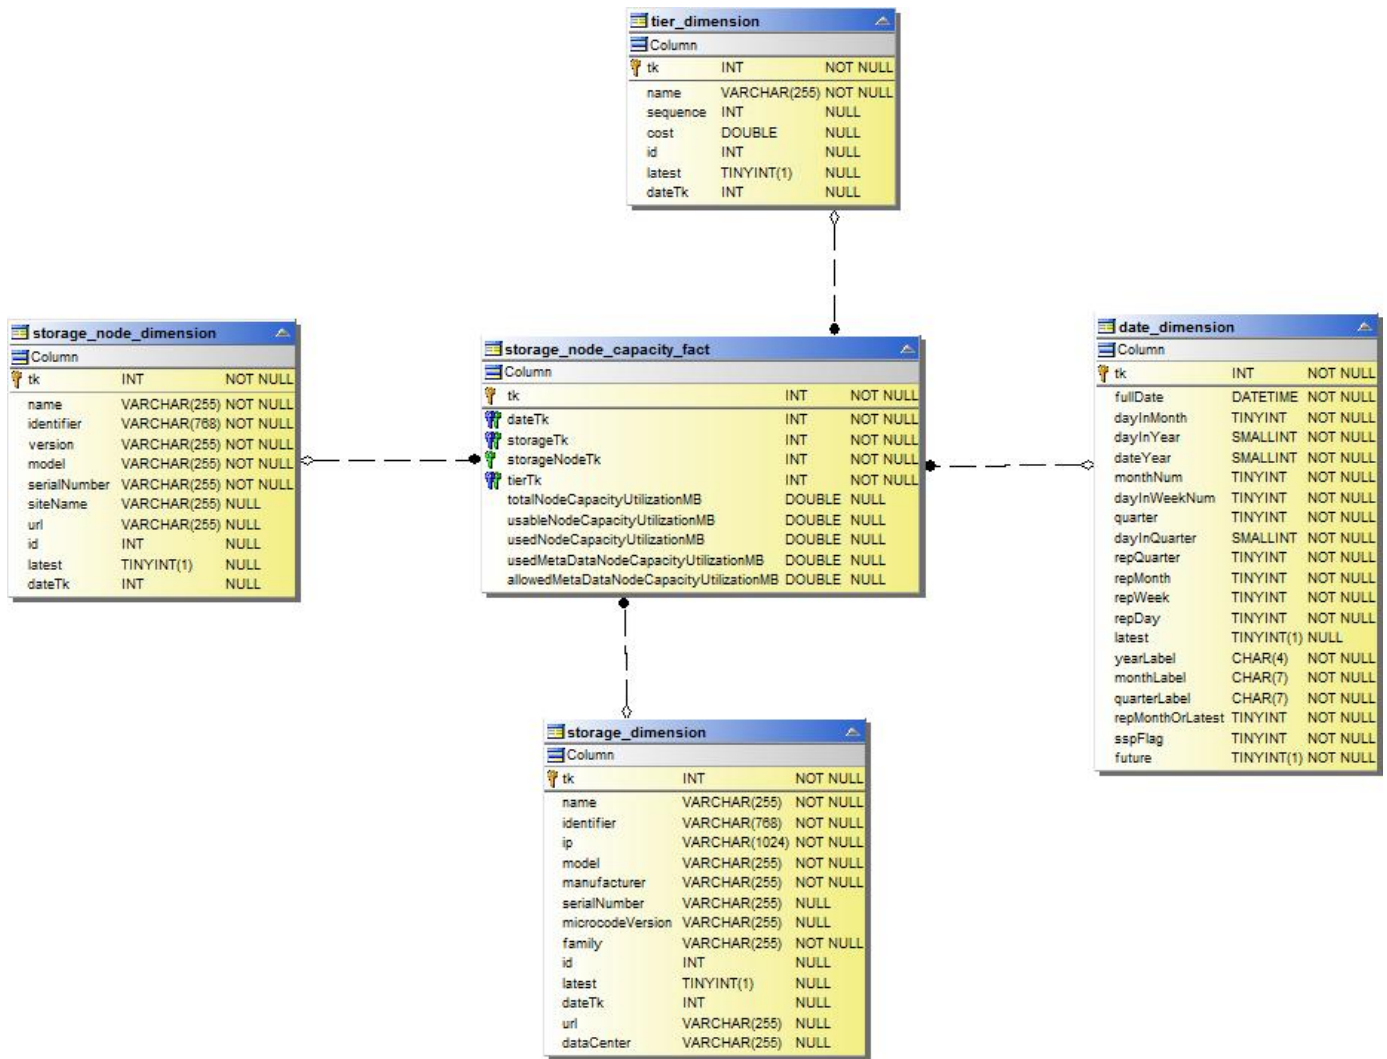 tier_dimension
Column
tk INT NOT NULL
name VARCHAR(255) NOT NULL
sequence INT NULL
cost DOUBLE NULL
id INT NULL
latest TINYINT(1) NULL
dateTk INT NULL
storage_node_dimension
Column
tk INT NOT NULL
name VARCHAR(255) NOT NULL
identifier VARCHAR(768) NOT NULL
version VARCHAR(255) NOT NULL
model VARCHAR(255) NOT NULL
serialNumber VARCHAR(255) NOT NULL
siteName VARCHAR(255) NULL
url VARCHAR(255) NULL
id INT NULL
latest TINYINT(1) NULL
dateTk INT NULL
storage_node_capacity_fact
Column
tk INT NOT NULL
dateTk INT NOT NULL
storageTk INT NOT NULL
storageNodeTk INT NOT NULL
tierTk INT NOT NULL
totalNodeCapacityUtilizationMB DOUBLE NULL
usableNodeCapacityUtilizationMB DOUBLE NULL
usedNodeCapacityUtilizationMB DOUBLE NULL
usedMetaDataNodeCapacityUtilizationMB DOUBLE NULL
allowedMetaDataNodeCapacityUtilizationMB DOUBLE NULL
date_dimension
Column
tk INT NOT NULL
fullDate DATETIME NOT NULL
dayInMonth TINYINT NOT NULL
dayInYear SMALLINT NOT NULL
dateYear SMALLINT NOT NULL
monthNum TINYINT NOT NULL
dayInWeekNum TINYINT NOT NULL
quarter TINYINT NOT NULL
dayInQuarter SMALLINT NOT NULL
repQuarter TINYINT NOT NULL
repMonth TINYINT NOT NULL
repWeek TINYINT NOT NULL
repDay TINYINT NOT NULL
latest TINYINT(1) NULL
yearLabel CHAR(4) NOT NULL
monthLabel CHAR(7) NOT NULL
quarterLabel CHAR(7) NOT NULL
repMonthOrLatest TINYINT NOT NULL
sspFlag TINYINT NOT NULL
future TINYINT(1) NOT NULL
storage_dimension
Column
tk INT NOT NULL
name VARCHAR(255) NOT NULL
identifier VARCHAR(768) NOT NULL
ip VARCHAR(1024) NOT NULL
model VARCHAR(255) NOT NULL
manufacturer VARCHAR(255) NOT NULL
serialNumber VARCHAR(255) NULL
microcodeVersion VARCHAR(255) NULL
family VARCHAR(255) NOT NULL
id INT NULL
latest TINYINT(1) NULL
dateTk INT NULL
url VARCHAR(255) NULL
dataCenter VARCHAR(255) NULL